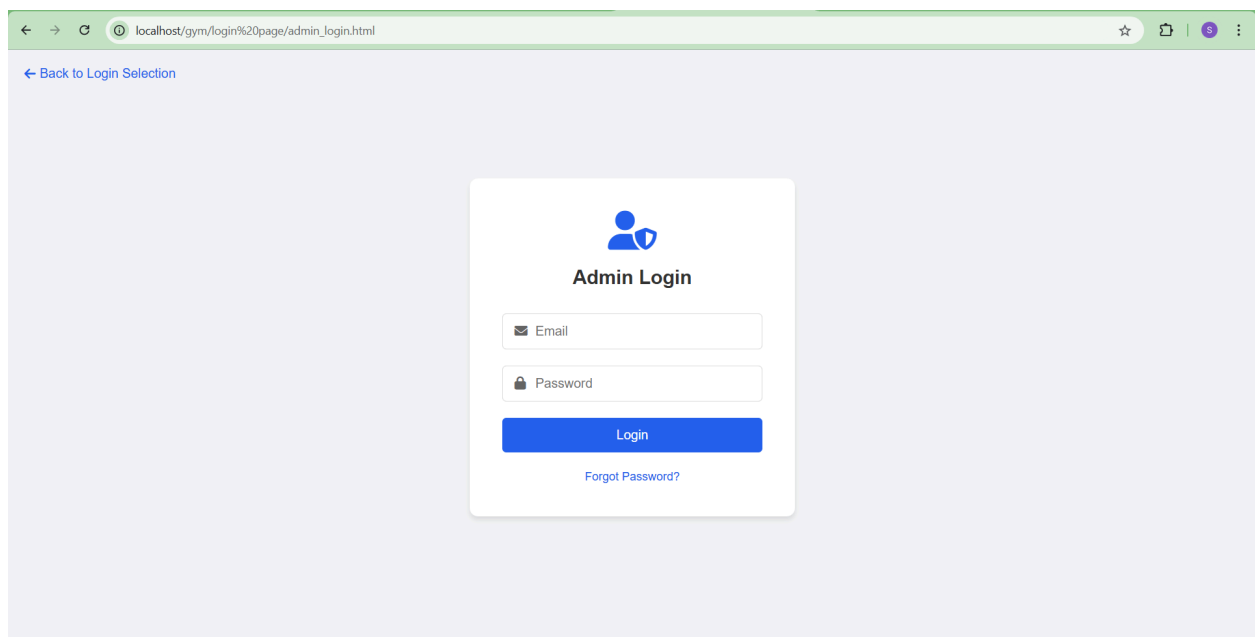 localhost/gym/login%20page/admin_login.html
S
Back to Login Selection
Admin Login
Email
Password
Login
Forgot Password?